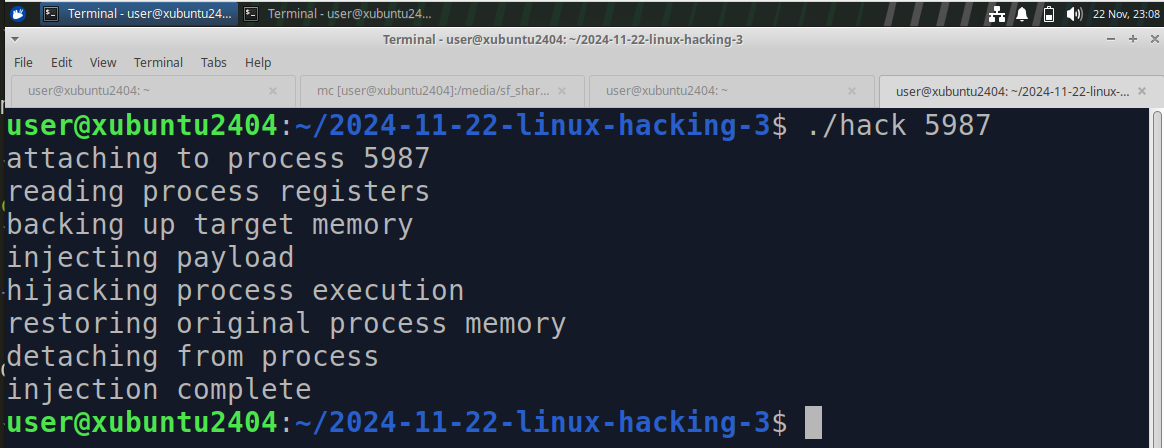 Terminal - user@xubuntu24...
Terminal - user@xubuntu24...
22 Nov, 23:08
Terminal - user@xubuntu2404: ~/2024-11-22-linux-hacking-3
File Edit View Terminal Tabs Help
user@xubuntu2404: ~
mc [user@xubuntu2404]:/media/sf_shar...
user@xubuntu2404: ~
user@xubuntu2404: ~/2024-11-22-linux-...
user@xubuntu2404:~/2024-11-22-linux-hacking-3$ ./hack 5987
attaching to process 5987
reading process registers
backing up target memory
injecting payload
hijacking process execution
restoring original process memory
detaching from process
injection complete
user@xubuntu2404:~/2024-11-22-linux-hacking-3$